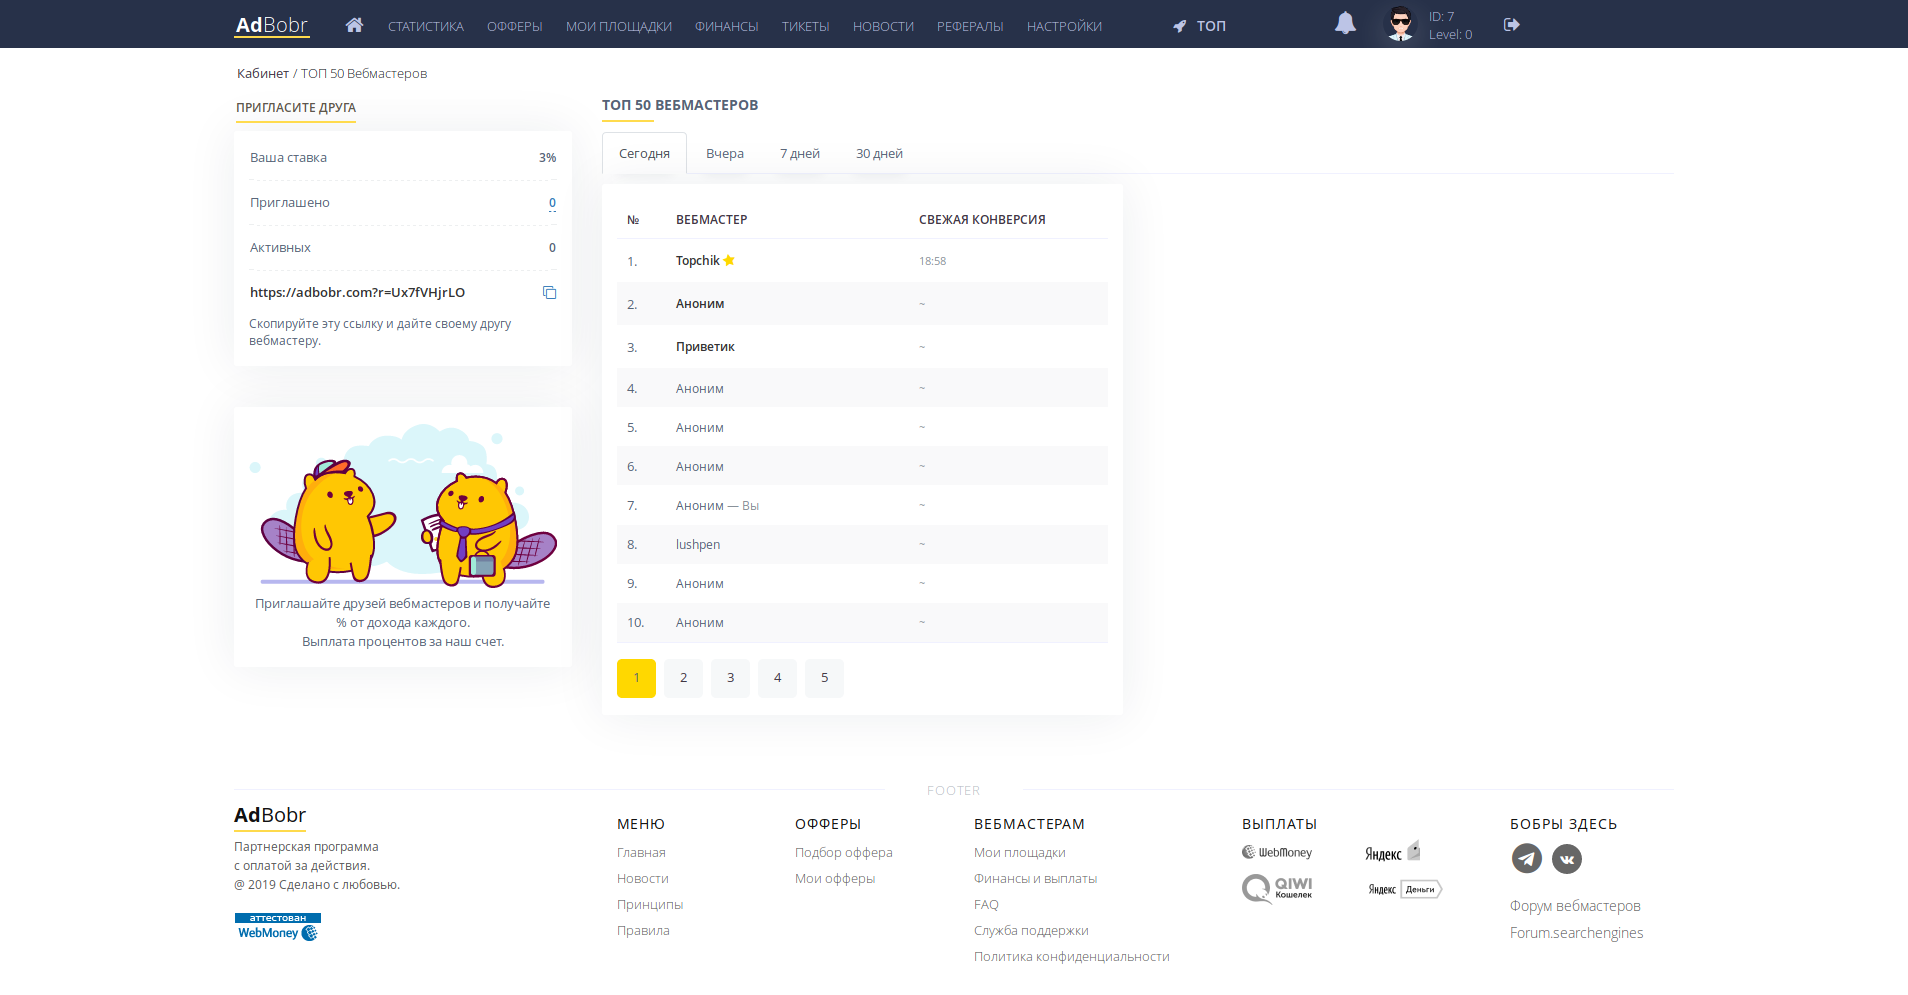 AdBobr
СТАТИСТИКА ОФФЕРЫ МОИ ПЛОЩАДКИ ФИНАНСЫ ТИКЕТЫ НОВОСТИ РЕФЕРАЛЫ НАСТРОЙКИ
ТОП
ID: 7
Level: 0
Кабинет / ТОП 50 Вебмастеров
ПРИГЛАСИТЕ ДРУГА
Ваша ставка 3%
Приглашено 0
Активных 0
https://adbobr.com?r=Ux7fVHjrLO
Скопируйте эту ссылку и дайте своему другу
вебмастеру.
Приглашайте друзей вебмастеров и получайте
% от дохода каждого.
Выплата процентов за наш счет.
ТОП 50 ВЕБМАСТЕРОВ
Сегодня Вчера 7 дней 30 дней
№ ВЕБМАСТЕР СВЕЖАЯ КОНВЕРСИЯ
1. Topchik 18:58
2. Аноним ~
3. Приветик ~
4. Аноним ~
5. Аноним ~
6. Аноним ~
7. Аноним — Вы ~
8. lushpen ~
9. Аноним ~
10. Аноним ~
1 2 3 4 5
FOOTER
AdBobr
Партнерская программа
с оплатой за действия.
@ 2019 Сделано с любовью.
аттестован
WebMoney
МЕНЮ
Главная
Новости
Принципы
Правила
ОФФЕРЫ
Подбор оффера
Мои офферы
ВЕБМАСТЕРАМ
Мои площадки
Финансы и выплаты
FAQ
Служба поддержки
Политика конфиденциальности
ВЫПЛАТЫ
WebMoney
Яндекс
QIWI
Кошелек
Яндекс Деньги
БОБРЫ ЗДЕСЬ
Форум вебмастеров
Forum.searchengines